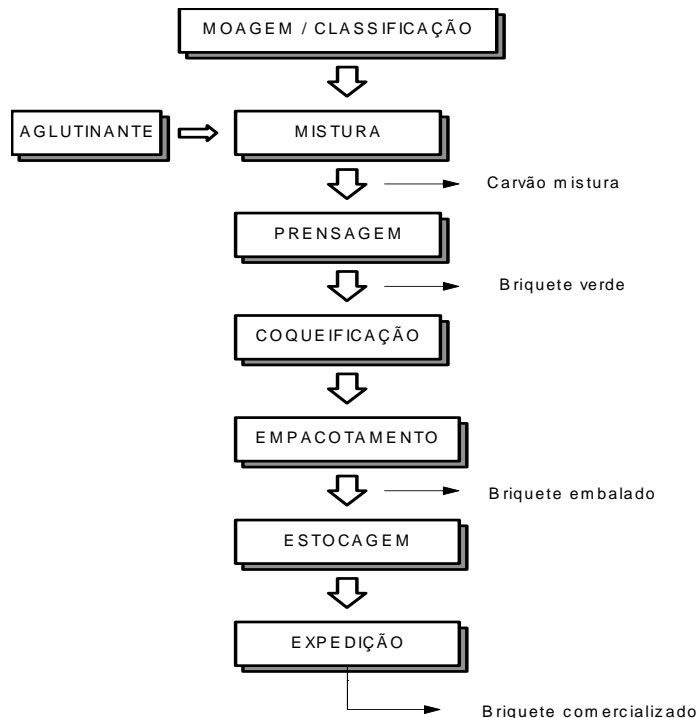 MOAGEM / CLASSIFICAÇÃO
AGLUTINANTE
MISTURA
Carvão mistura
PRENSAGEM
Briquete verde
COQUEIFICAÇÃO
EMPACOTAMENTO
Briquete embalado
ESTOCAGEM
EXPEDIÇÃO
Briquete comercializado